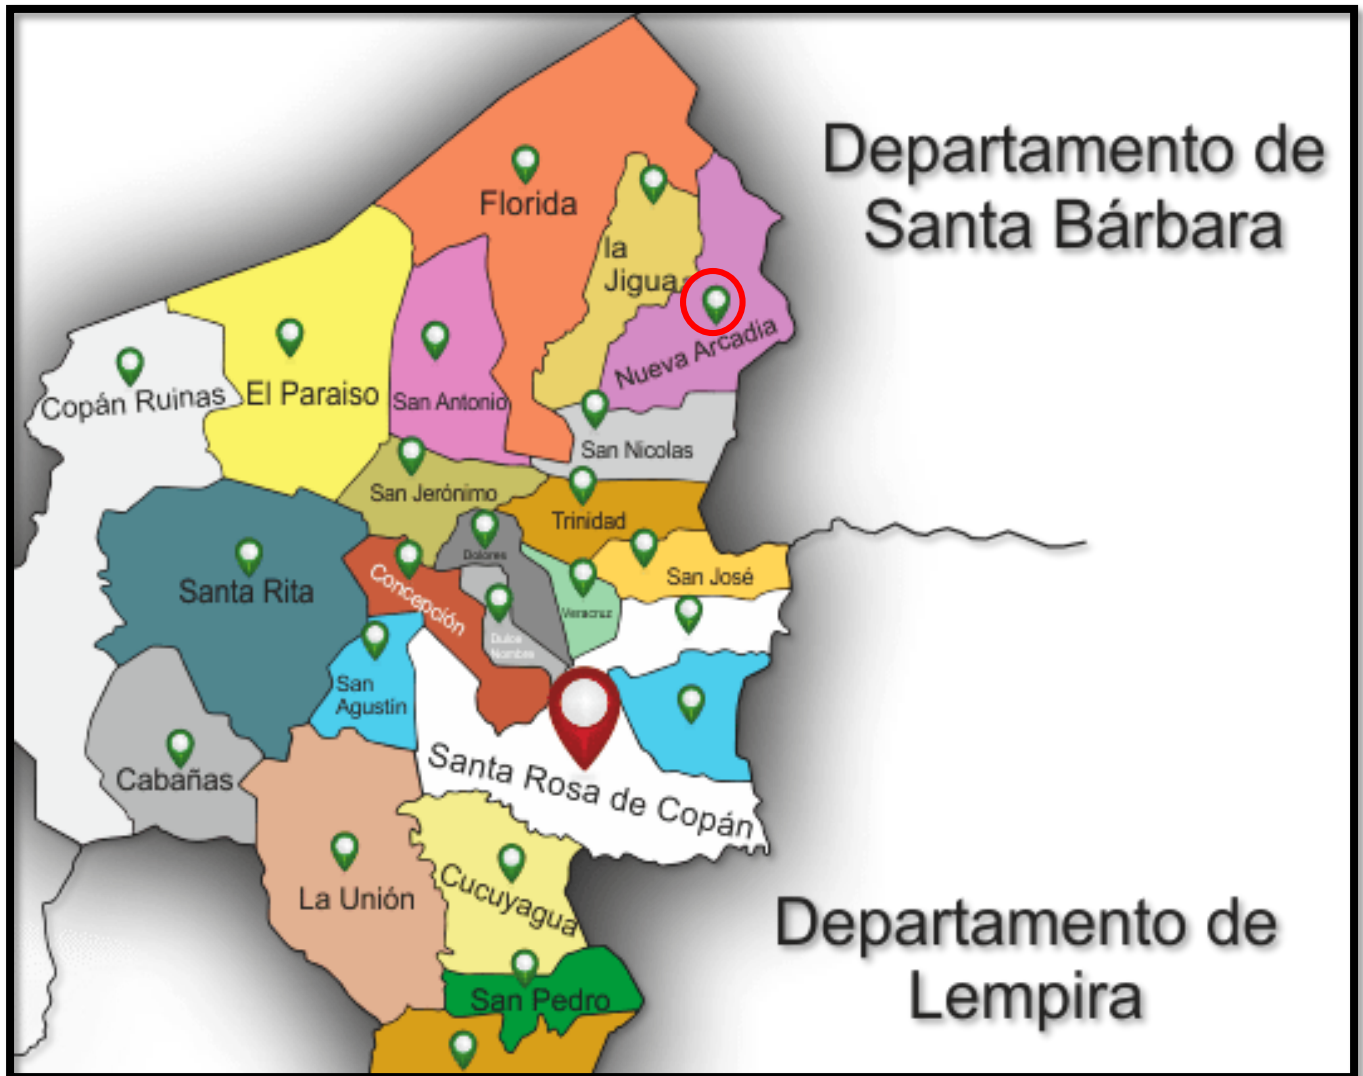 Departamento de
Santa Bárbara
Florida
la
Jigua
Nueva Arcadia
Copán Ruinas
El Paraiso
San Antonio
San Nicolas
San Jerónimo
Trinidad
Dolores
San José
Santa Rita
Concepción
Veracruz
Dulce
Nombre
San
Agustín
Santa Rosa de Copán
Cabañas
La Unión
Cucuyagua
San Pedro
Departamento de
Lempira